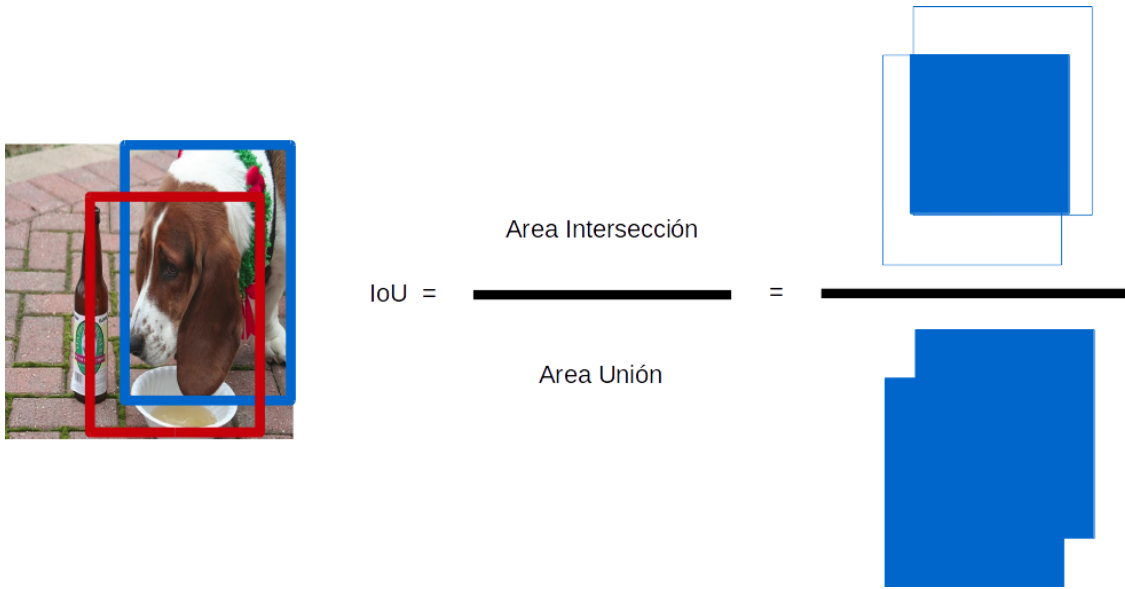 Area Intersección
IoU = =
Area Unión